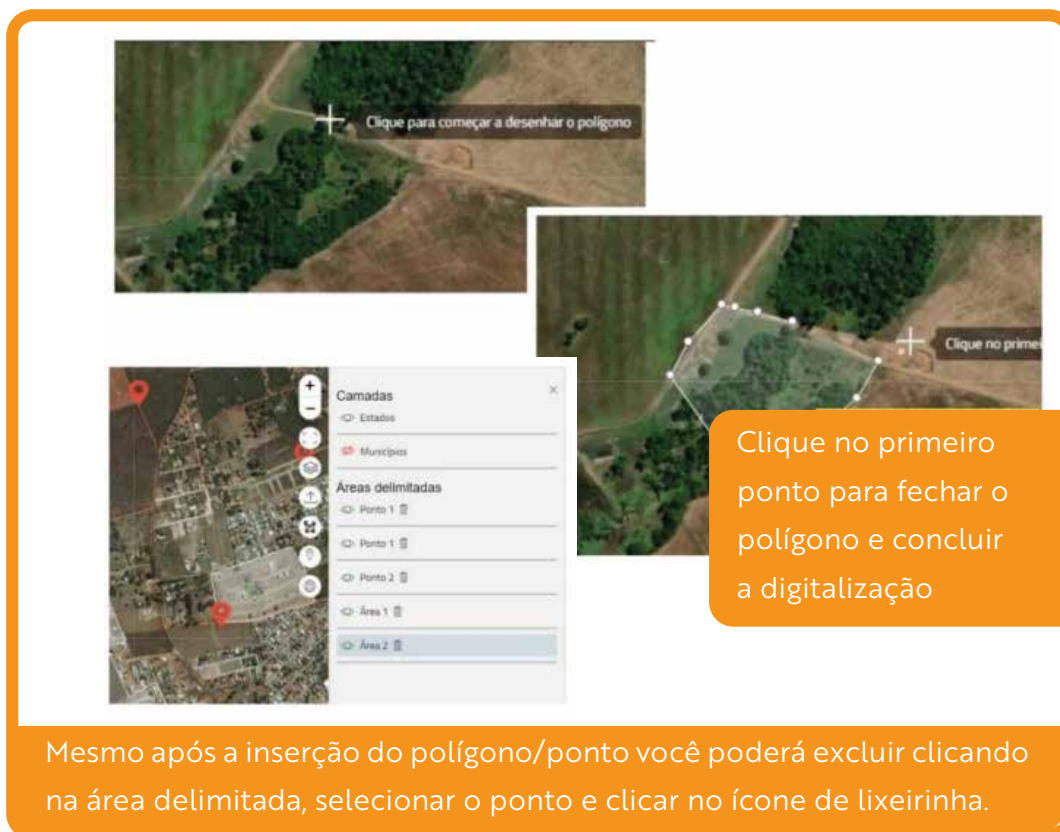 Clique para começar a desenhar o polígono
Clique no primei
Clique no primeiro
ponto para fechar o
polígono e concluir
a digitalização
Camadas
Estados
Municípios
Áreas delimitadas
Ponto 1
Ponto 1
Ponto 2
Área 1
Área 2
Mesmo após a inserção do polígono/ponto você poderá excluir clicando
na área delimitada, selecionar o ponto e clicar no ícone de lixeirinha.